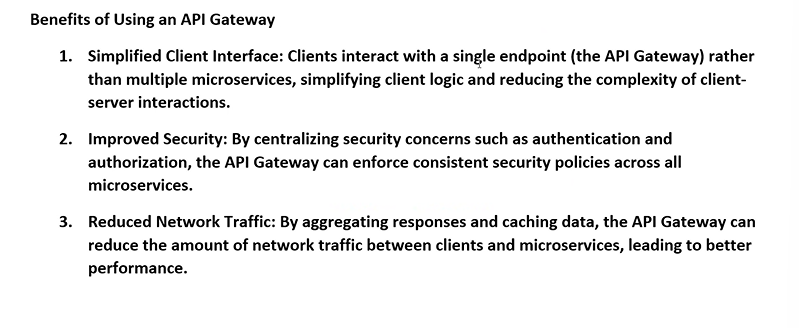 Benefits of Using an API Gateway
1. Simplified Client Interface: Clients interact with a single endpoint (the API Gateway) rather
than multiple microservices, simplifying client logic and reducing the complexity of client-
server interactions.
2. Improved Security: By centralizing security concerns such as authentication and
authorization, the API Gateway can enforce consistent security policies across all
microservices.
3. Reduced Network Traffic: By aggregating responses and caching data, the API Gateway can
reduce the amount of network traffic between clients and microservices, leading to better
performance.